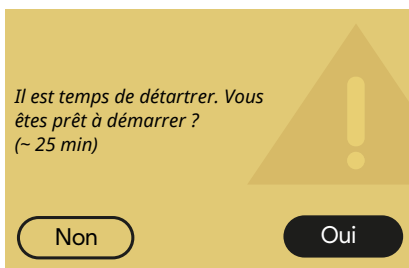 Il est temps de détartrer. Vous
êtes prêt à démarrer ?
(~ 25 min)
Non
Oui